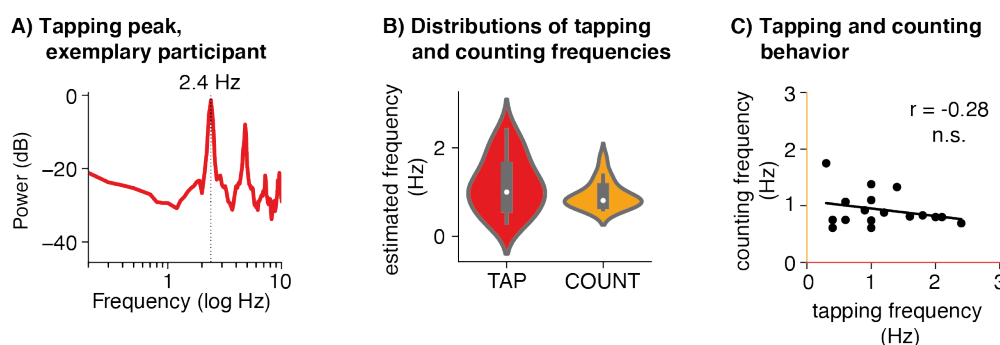 A) Tapping peak,
exemplary participant
2.4 Hz
0
−20
−40
Power (dB)
1
10
Frequency (log Hz)
B) Distributions of tapping
and counting frequencies
estimated frequency
(Hz)
2
0
TAP
COUNT
C) Tapping and counting
behavior
r = -0.28
n.s.
counting frequency
(Hz)
3
2
1
0
0
1
2
3
tapping frequency
(Hz)